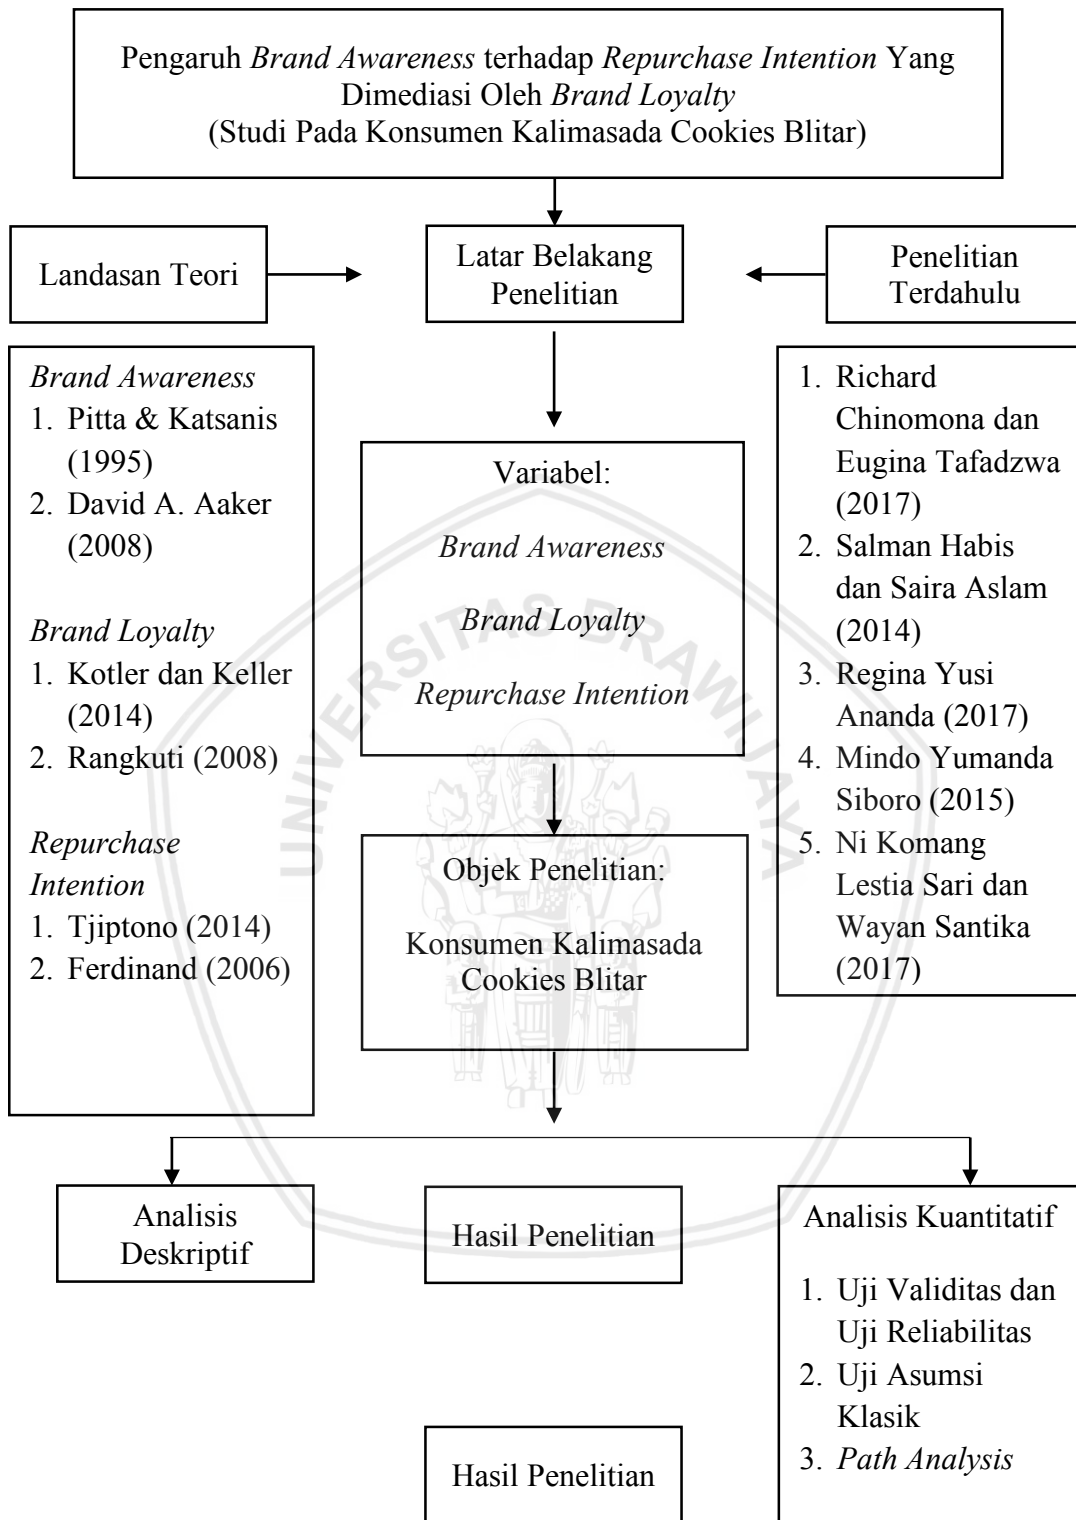 Pengaruh Brand Awareness terhadap Repurchase Intention Yang
Dimediasi Oleh Brand Loyalty
(Studi Pada Konsumen Kalimasada Cookies Blitar)
Landasan Teori
Latar Belakang
Penelitian
Penelitian
Terdahulu
Brand Awareness
1. Pitta & Katsanis
(1995)
2. David A. Aaker
(2008)
Brand Loyalty
1. Kotler dan Keller
(2014)
2. Rangkuti (2008)
Repurchase
Intention
1. Tjiptono (2014)
2. Ferdinand (2006)
Variabel:
Brand Awareness
Brand Loyalty
Repurchase Intention
1. Richard
Chinomona dan
Eugina Tafadzwa
(2017)
2. Salman Habis
dan Saira Aslam
(2014)
3. Regina Yusi
Ananda (2017)
4. Mindo Yumanda
Siboro (2015)
5. Ni Komang
Lestia Sari dan
Wayan Santika
(2017)
Objek Penelitian:
Konsumen Kalimasada
Cookies Blitar
UNIVERSITAS BRAWIJAYA
Analisis
Deskriptif
Hasil Penelitian
Analisis Kuantitatif
1. Uji Validitas dan
Uji Reliabilitas
2. Uji Asumsi
Klasik
3. Path Analysis
Hasil Penelitian